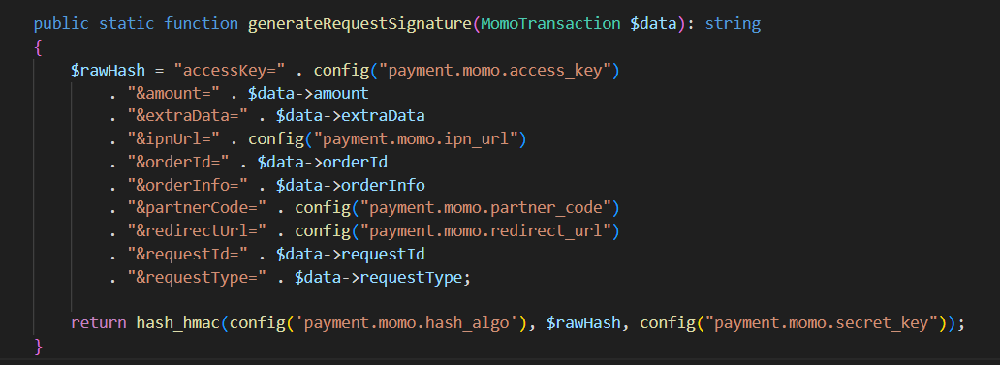 public static function generateRequestSignature(MomoTransaction $data): string
{
    $rawHash = "accessKey=" . config("payment.momo.access_key")
        . "&amount=" . $data->amount
        . "&extraData=" . $data->extraData
        . "&ipnUrl=" . config("payment.momo.ipn_url")
        . "&orderId=" . $data->orderId
        . "&orderInfo=" . $data->orderInfo
        . "&partnerCode=" . config("payment.momo.partner_code")
        . "&redirectUrl=" . config("payment.momo.redirect_url")
        . "&requestId=" . $data->requestId
        . "&requestType=" . $data->requestType;

    return hash_hmac(config('payment.momo.hash_algo'), $rawHash, config("payment.momo.secret_key"));
}